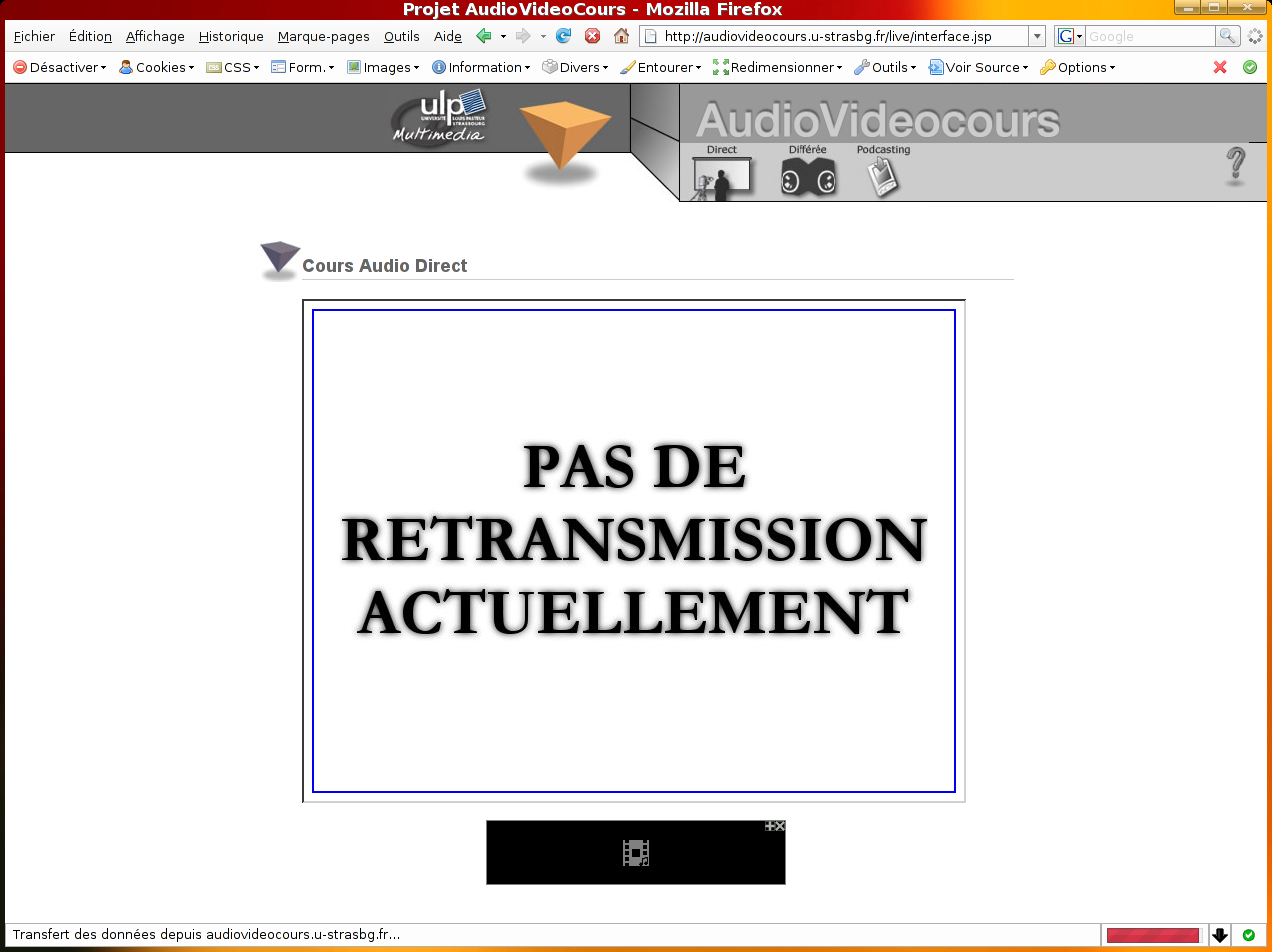 Projet AudioVideoCours - Mozilla Firefox
Fichier Édition Affichage Historique Marque-pages Outils Aide http://audiovideocours.u-strasbg.fr/live/interface.jsp G Google
Désactiver Cookies CSS Form. Images Information Divers Entourer Redimensionner Outils Voir Source Options
ulp
UNIVERSITÉ LOUIS PASTEUR
STRASBOURG
Multimedia
AudioVideocours
Direct Différée Podcasting
?
Cours Audio Direct
PAS DE
RETRANSMISSION
ACTUELLEMENT
Transfert des données depuis audiovideocours.u-strasbg.fr...